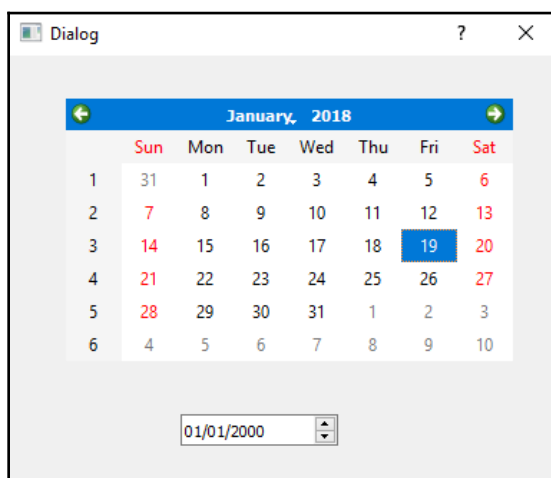 Dialog ?
January, 2018
Sun Mon Tue Wed Thu Fri Sat
1 31 1 2 3 4 5 6
2 7 8 9 10 11 12 13
3 14 15 16 17 18 19 20
4 21 22 23 24 25 26 27
5 28 29 30 31 1 2 3
6 4 5 6 7 8 9 10
01/01/2000